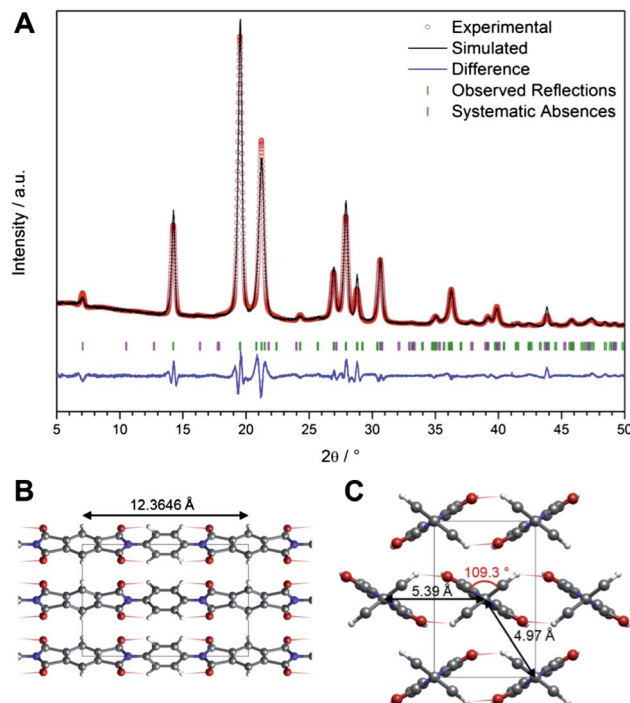 A
Experimental
Simulated
Difference
Observed Reflections
Systematic Absences
Intensity / a.u.
5 10 15 20 25 30 35 40 45 50
2θ / °
B
12.3646 Å
C
109.3 °
5.39 Å
4.97 Å